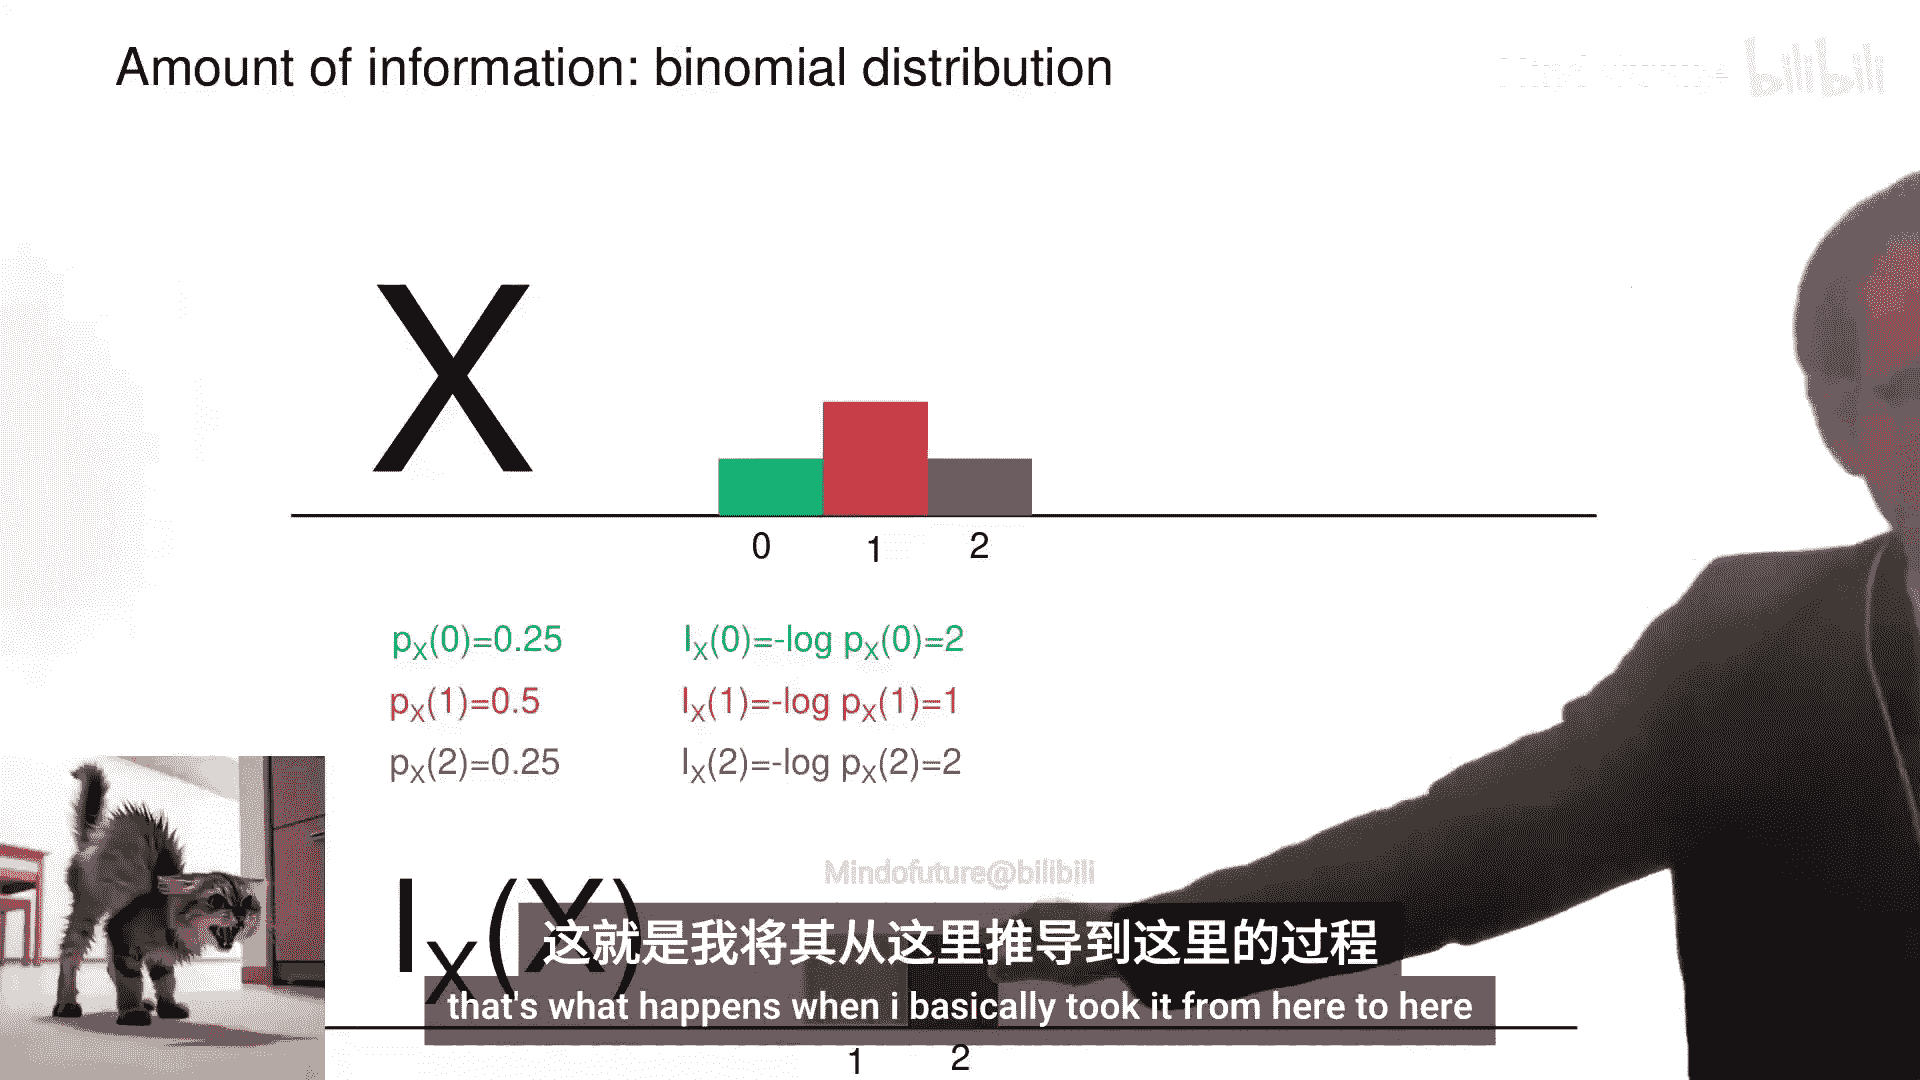 Amount of information: binomial distribution
bilibili
X
0 1 2
pX(0)=0.25 IX(0)=-log pX(0)=2
pX(1)=0.5 IX(1)=-log pX(1)=1
pX(2)=0.25 IX(2)=-log pX(2)=2
Mindofuture@bilibili
IX(X)
这就是我将其从这里推导到这里的过程
that's what happens when i basically took it from here to here
1 2